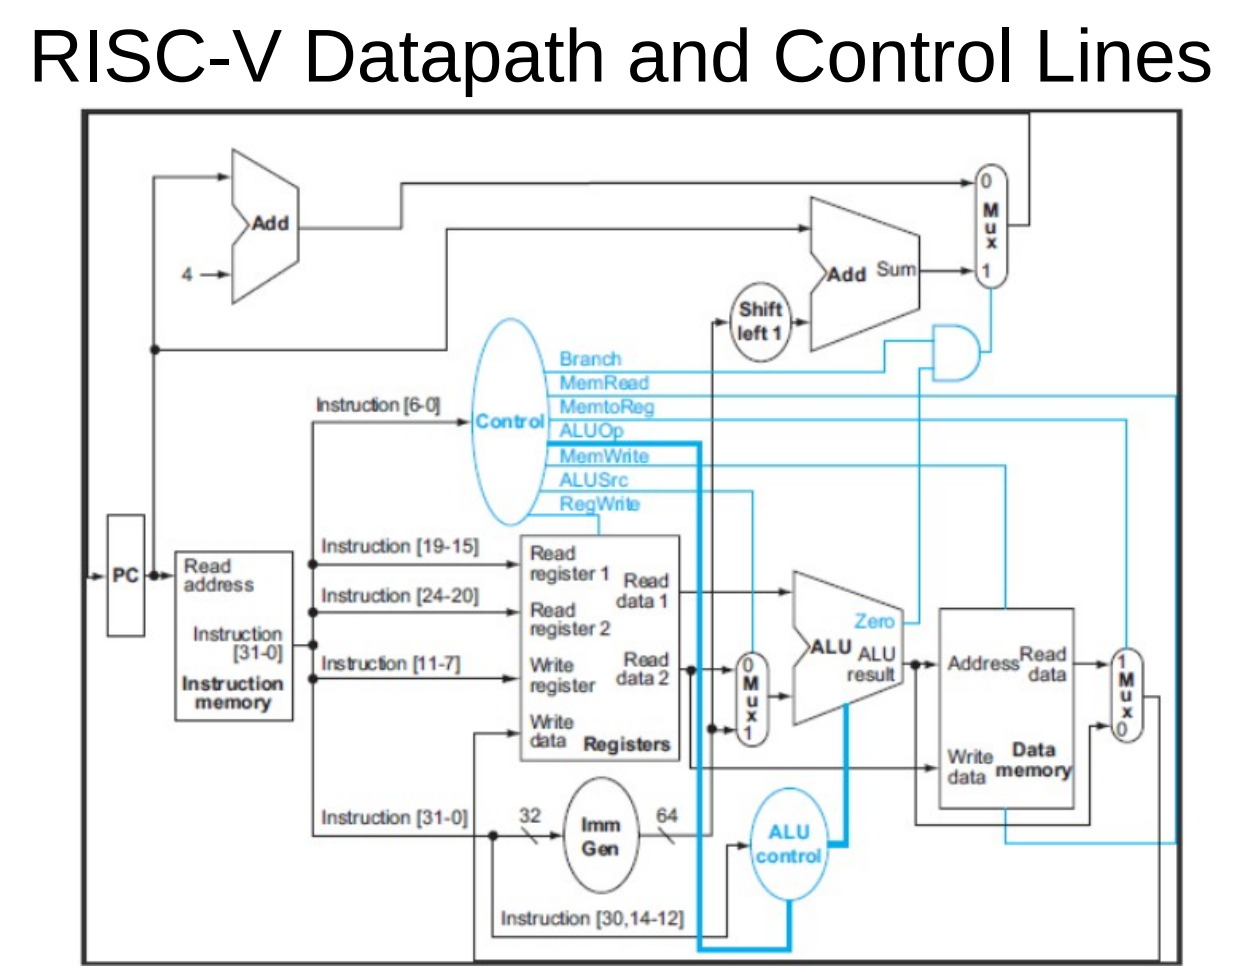 RISC-V Datapath and Control Lines
Add
4
0
M
u
x
1
Add Sum
Shift
left 1
Branch
MemRead
MemtoReg
ALUOp
MemWrite
ALUSrc
RegWrite
Control
Instruction [6-0]
Instruction [19-15]
Instruction [24-20]
Instruction [11-7]
PC
Read
address
Instruction
[31-0]
Instruction
memory
Read
register 1
Read
data 1
Read
register 2
Write
register
Read
data 2
Write
data
Registers
0
M
u
x
1
Zero
ALU
ALU
result
Address
Read
data
Write
data
Data
memory
1
M
u
x
0
Instruction [31-0]
32
Imm
Gen
64
ALU
control
Instruction [30,14-12]